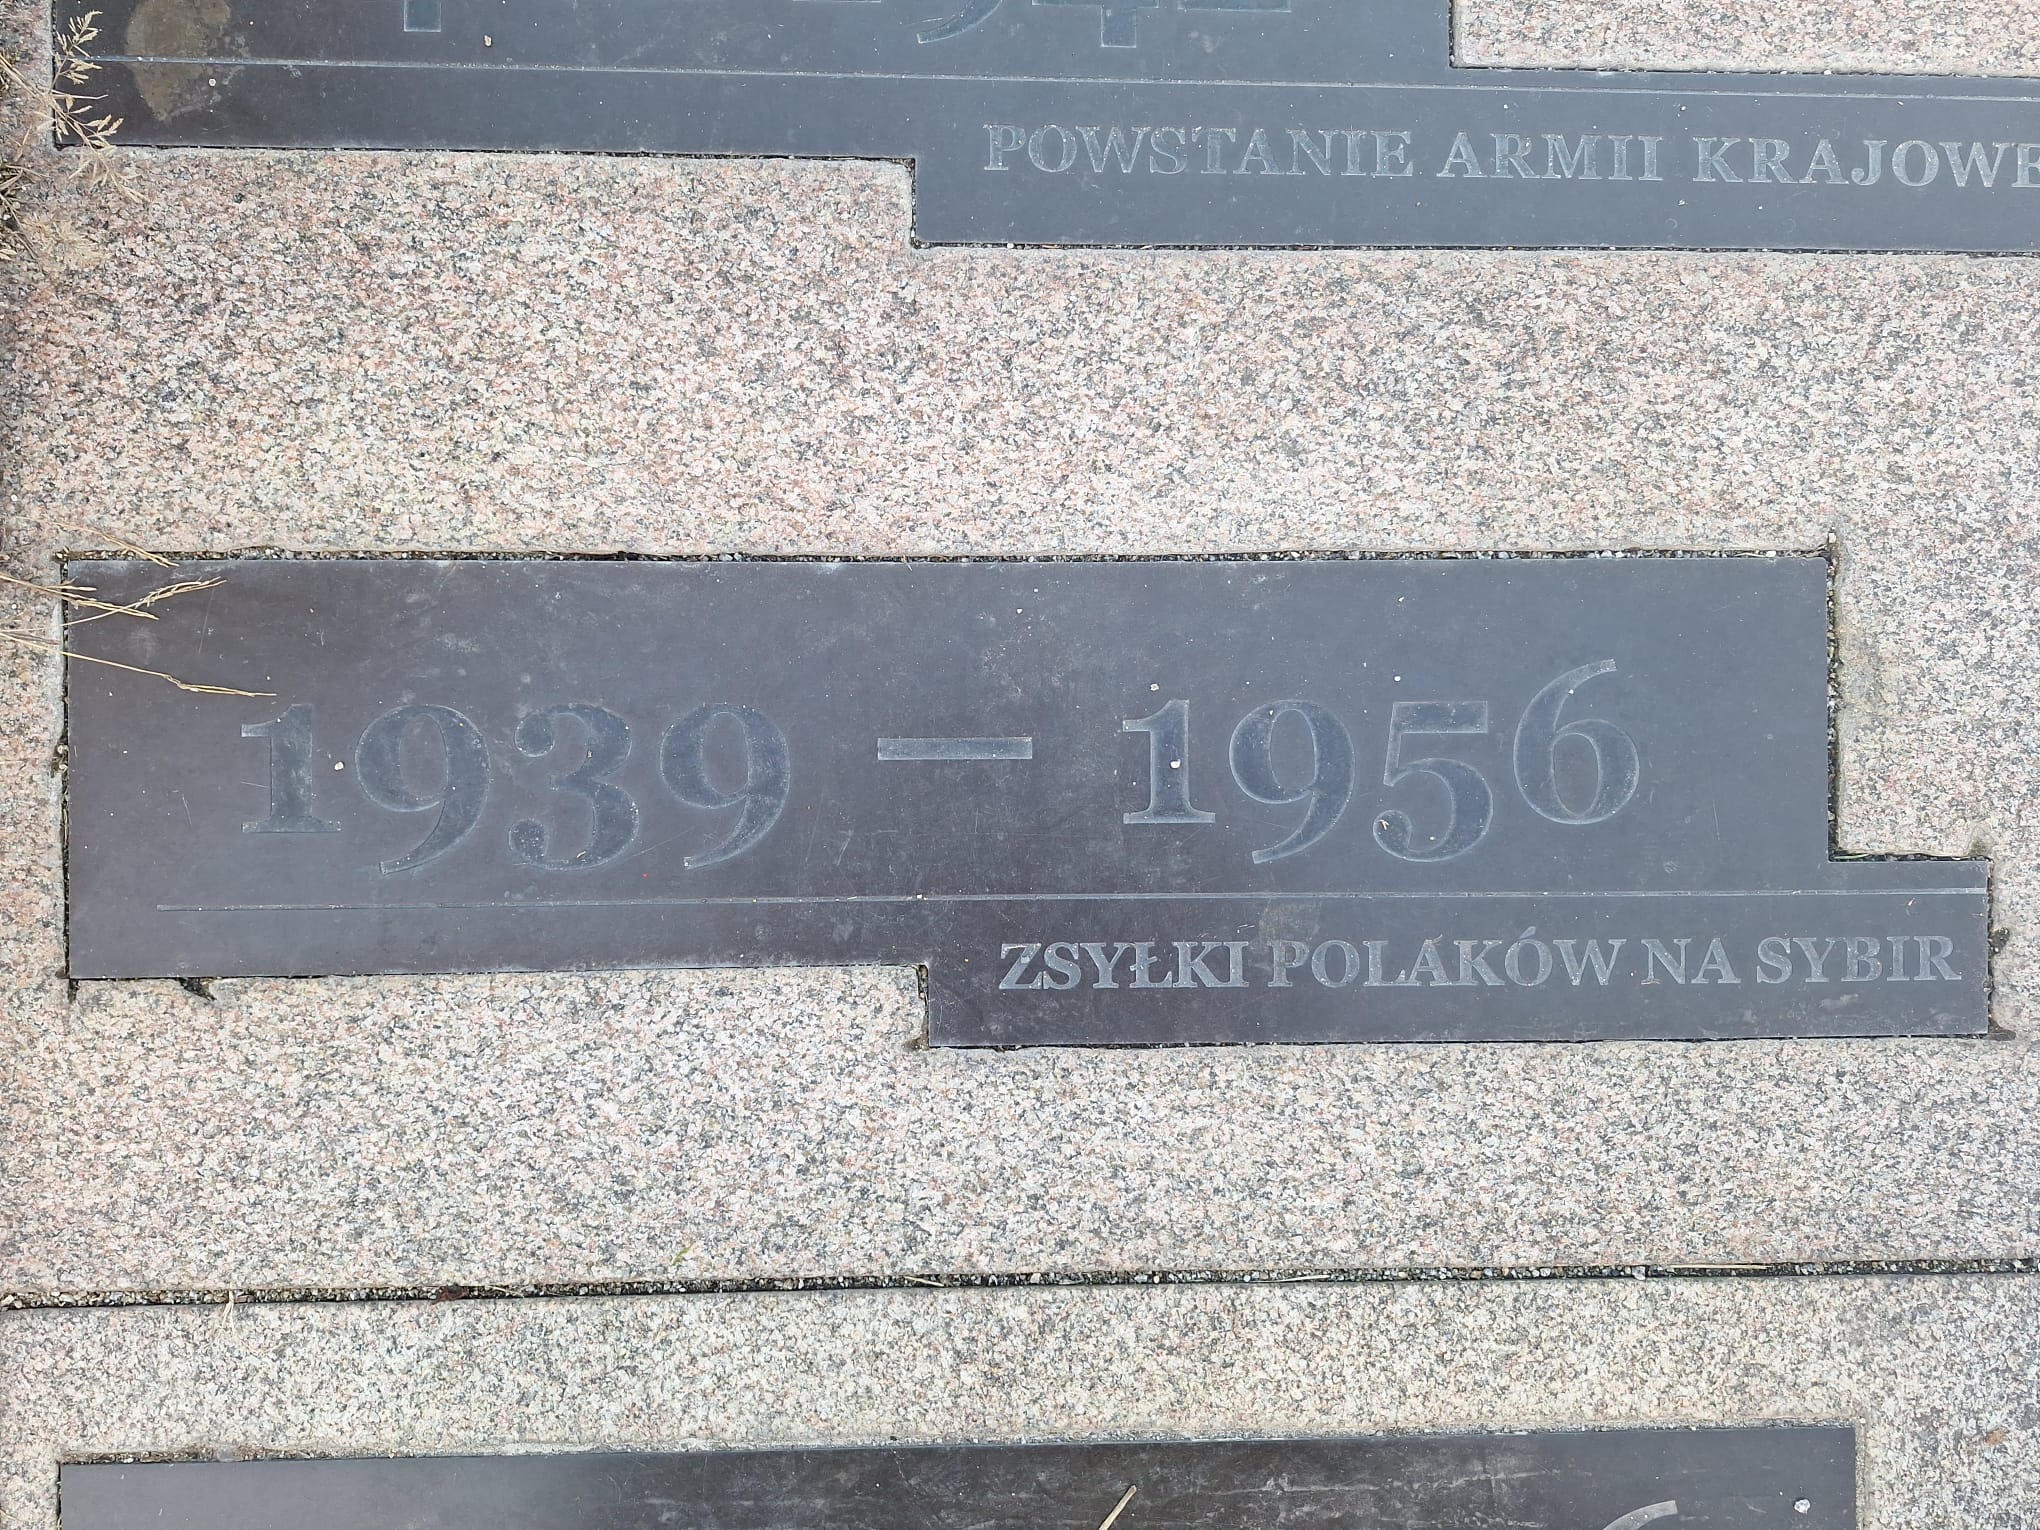 POWSTANIE ARMII KRAJOWE
1939 — 1956
ZSYŁKI POLAKÓW NA SYBIR